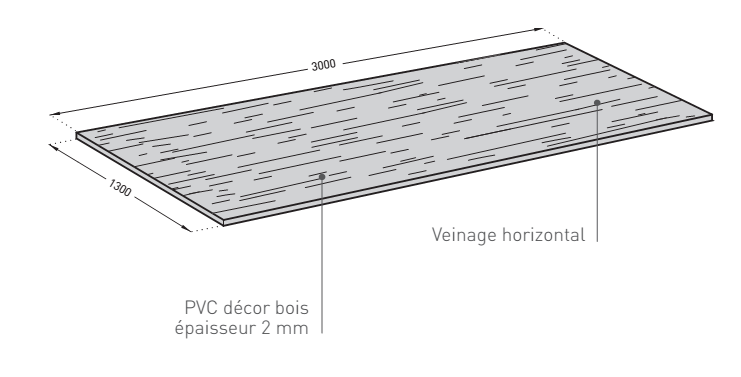 3000
1300
Veinage horizontal
PVC décor bois
épaisseur 2 mm